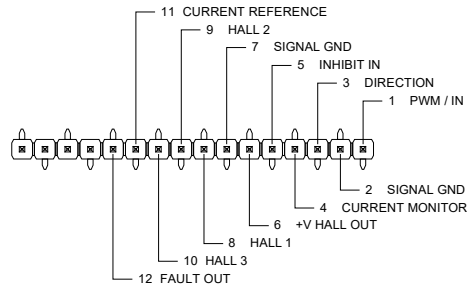 11 CURRENT REFERENCE
9 HALL 2
7 SIGNAL GND
5 INHIBIT IN
3 DIRECTION
1 PWM / IN
2 SIGNAL GND
4 CURRENT MONITOR
6 +V HALL OUT
8 HALL 1
10 HALL 3
12 FAULT OUT